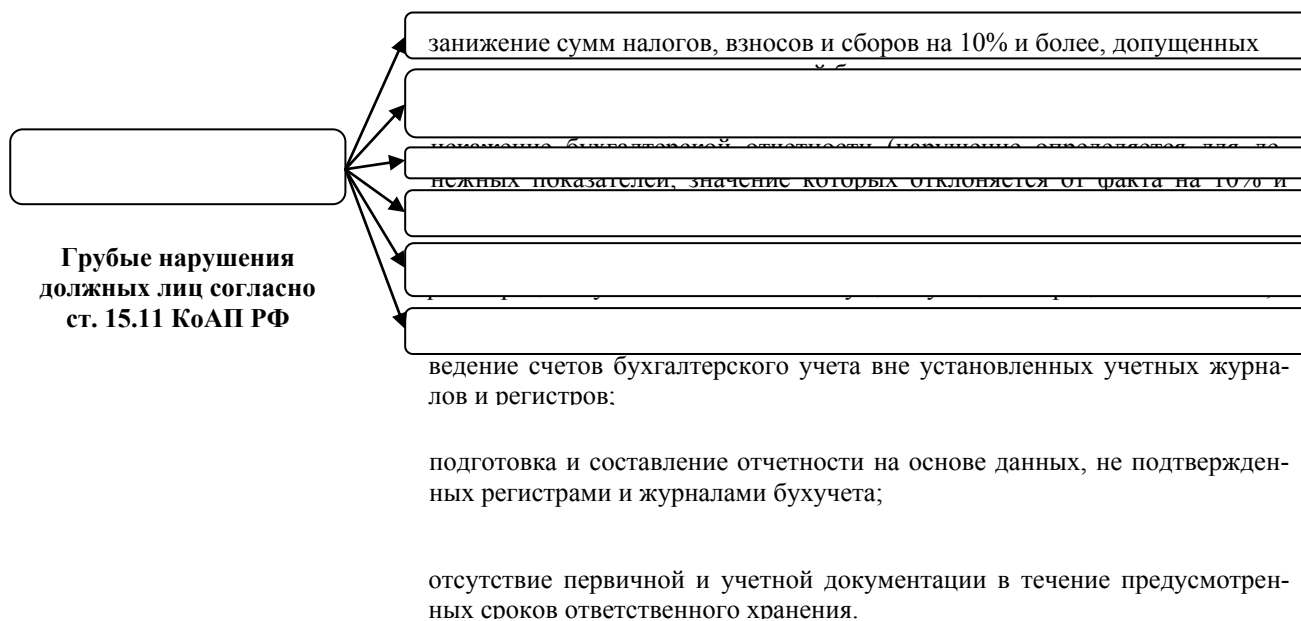 занижение сумм налогов, взносов и сборов на 10% и более, допущенных
искажение бухгалтерской отчетности (нарушение определяется для де-
нежных показателей, значение которых отклоняется от факта на 10% и
Грубые нарушения
должных лиц согласно
ст. 15.11 КоАП РФ
ведение счетов бухгалтерского учета вне установленных учетных журна-
лов и регистров;
подготовка и составление отчетности на основе данных, не подтвержден-
ных регистрами и журналами бухучета;
отсутствие первичной и учетной документации в течение предусмотрен-
ных сроков ответственного хранения.